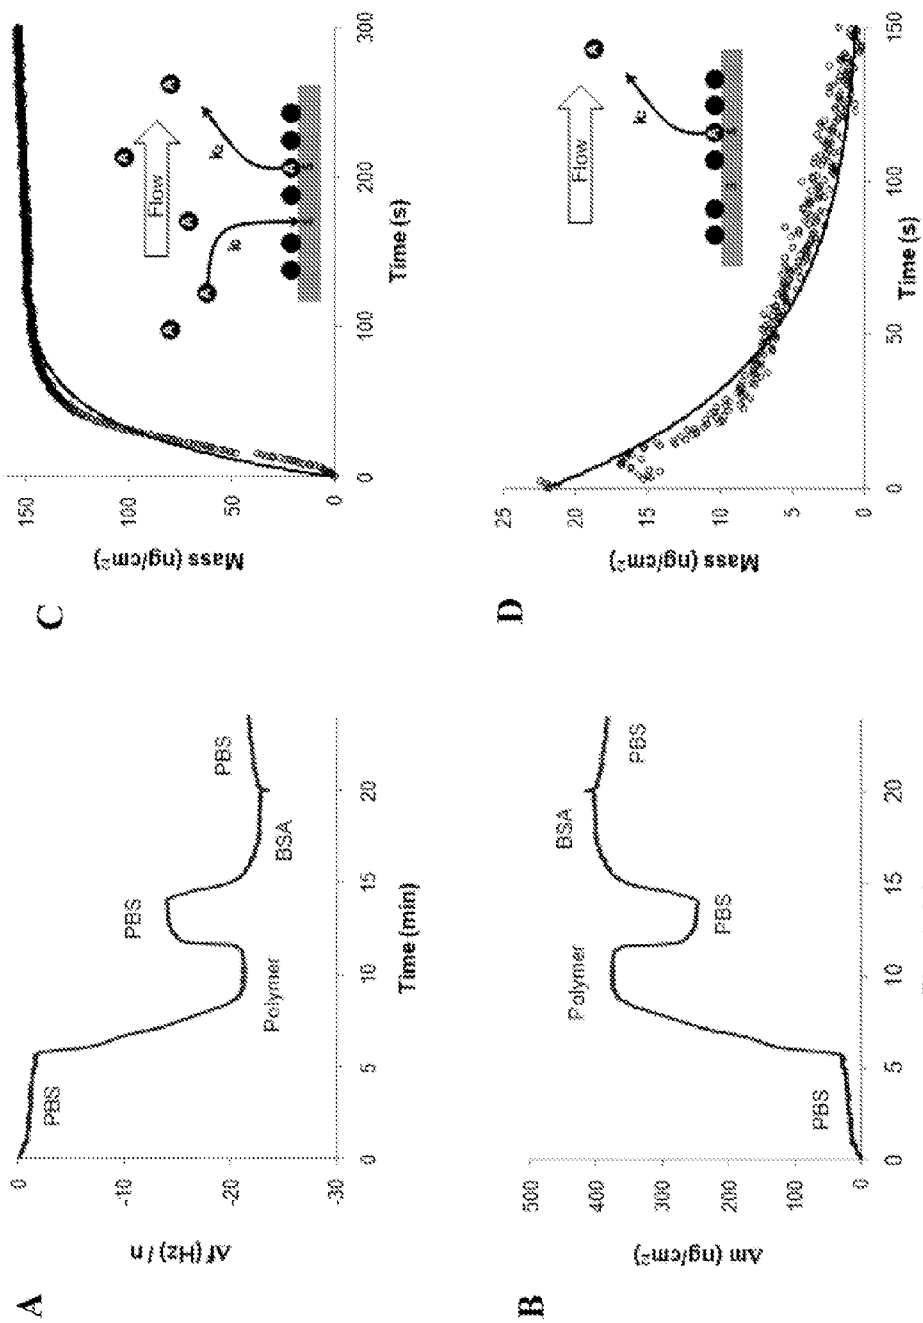 A
Δf (Hz) / n
0
-10
-20
-30
0
5
10
15
20
Time (min)
PBS
Polymer
PBS
BSA
PBS
B
Δm (ng/cm²)
500
400
300
200
100
0
0
5
10
15
20
PBS
Polymer
PBS
BSA
PBS
C
Mass (ng/cm²)
150
100
50
0
0
100
200
300
Time (s)
Flow
A
A
A
A
A
A
D
Mass (ng/cm²)
25
20
15
10
5
0
0
50
100
150
Time (s)
Flow
A
A